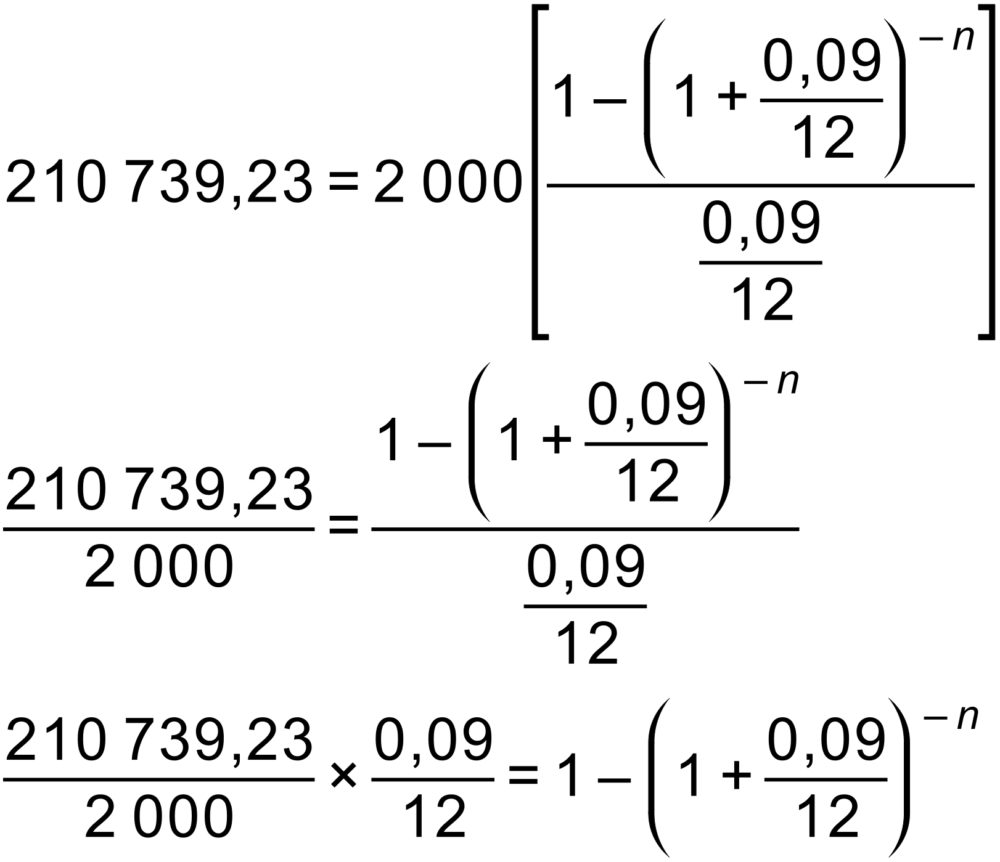 210 739,23 = 2 000 [ (1 – (1 + 0,09/12)^(– n)) / (0,09/12) ]
210 739,23/2 000 = (1 – (1 + 0,09/12)^(– n)) / (0,09/12)
210 739,23/2 000 × 0,09/12 = 1 – (1 + 0,09/12)^(– n)